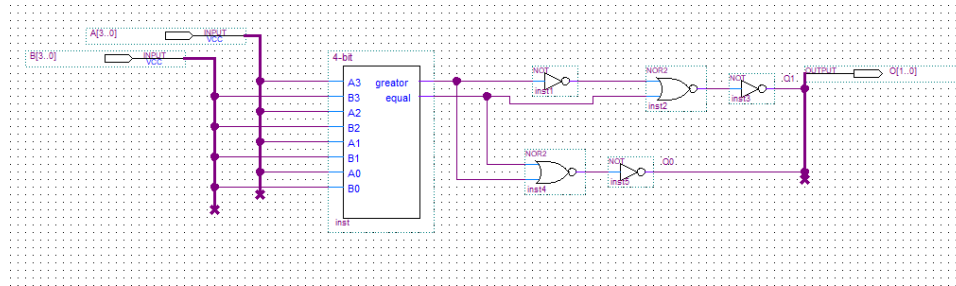 A[3..0] INPUT VCC
B[3..0] INPUT VCC
4-bit
A3 greator
B3 equal
A2
B2
A1
B1
A0
B0
inst
NOT
inst1
NOR2
inst2
NOT
inst3
Q1
OUTPUT O[1..0]
NOR2
inst4
NOT
inst5
Q0